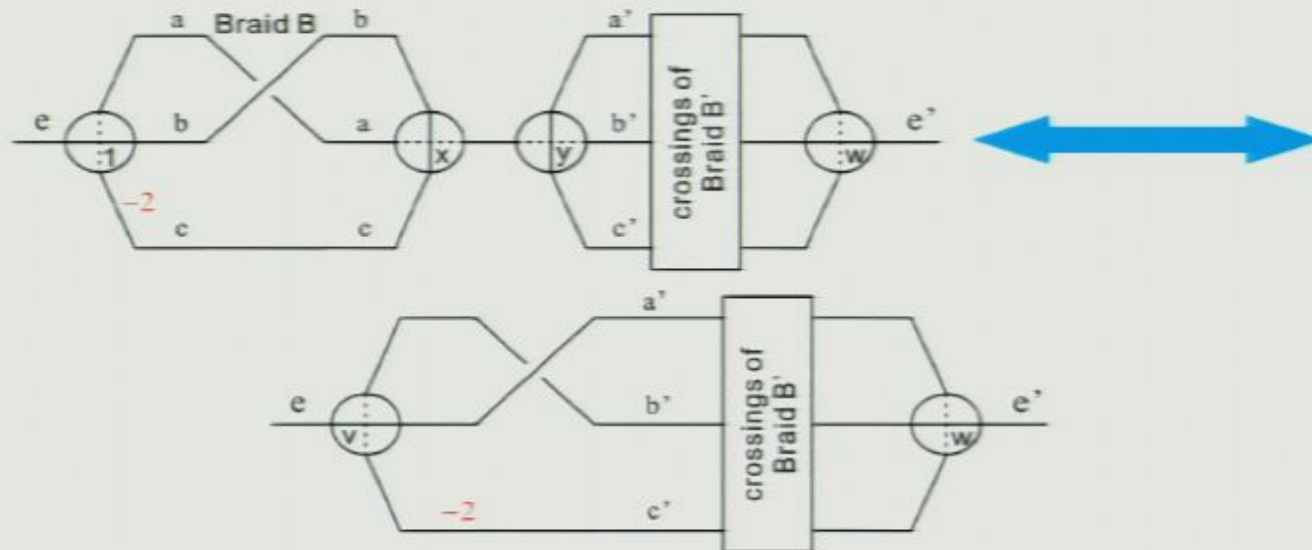 a Braid B b a'
e b a b' e'
1 x y w
-2
c c c'
crossings of
Braid B'
a'
e b' e'
v w
-2 c'
crossings of
Braid B'